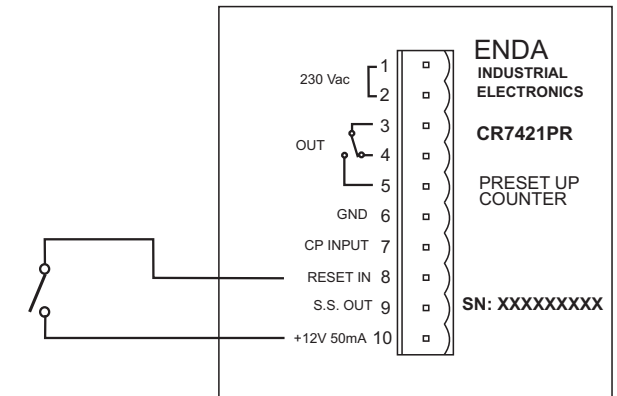 230 Vac
1
2
OUT
3
4
5
GND 6
CP INPUT 7
RESET IN 8
S.S. OUT 9
+12V 50mA 10
ENDA
INDUSTRIAL
ELECTRONICS
CR7421PR
PRESET UP
COUNTER
SN: XXXXXXXXX